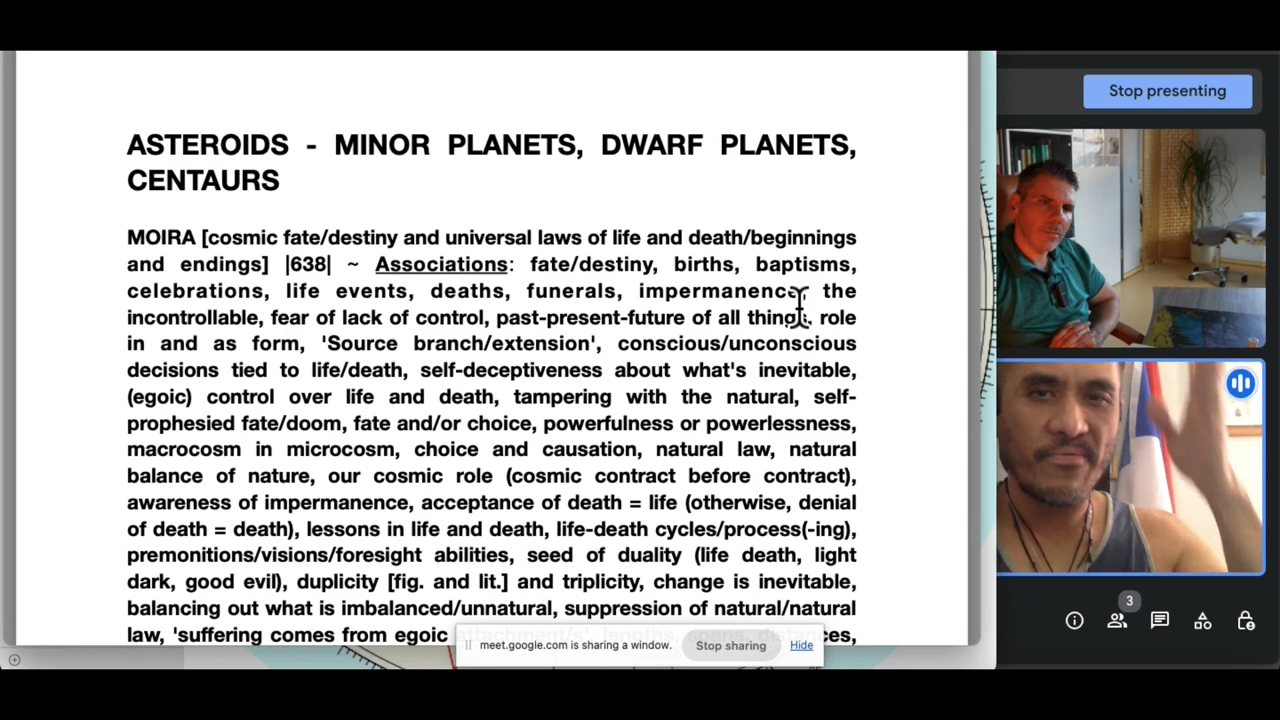 Stop presenting
ASTEROIDS - MINOR PLANETS, DWARF PLANETS,
CENTAURS
MOIRA [cosmic fate/destiny and universal laws of life and death/beginnings
and endings] |638| ~ Associations: fate/destiny, births, baptisms,
celebrations, life events, deaths, funerals, impermanence, the
incontrollable, fear of lack of control, past-present-future of all things, role
in and as form, 'Source branch/extension', conscious/unconscious
decisions tied to life/death, self-deceptiveness about what's inevitable,
(egoic) control over life and death, tampering with the natural, self-
prophesied fate/doom, fate and/or choice, powerfulness or powerlessness,
macrocosm in microcosm, choice and causation, natural law, natural
balance of nature, our cosmic role (cosmic contract before contract),
awareness of impermanence, acceptance of death = life (otherwise, denial
of death = death), lessons in life and death, life-death cycles/process(-ing),
premonitions/visions/foresight abilities, seed of duality (life death, light
dark, good evil), duplicity [fig. and lit.] and triplicity, change is inevitable,
balancing out what is imbalanced/unnatural, suppression of natural/natural
law, 'suffering comes from egoic attachment/s', lengths, spans, distances,
3
meet.google.com is sharing a window.
Stop sharing
Hide